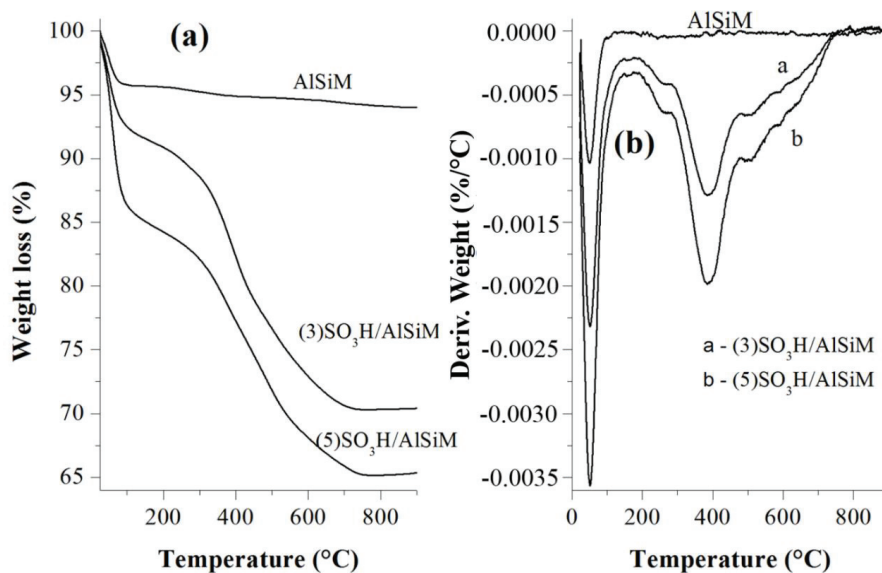 (a)
AlSiM
(3)SO3H/AlSiM
(5)SO3H/AlSiM
100
95
90
85
80
75
70
65
Weight loss (%)
200
400
600
800
Temperature (°C)
AlSiM
a
b
(b)
a - (3)SO3H/AlSiM
b - (5)SO3H/AlSiM
0.0000
-0.0005
-0.0010
-0.0015
-0.0020
-0.0025
-0.0030
-0.0035
Deriv. Weight (%/°C)
0
200
400
600
800
Temperature (°C)